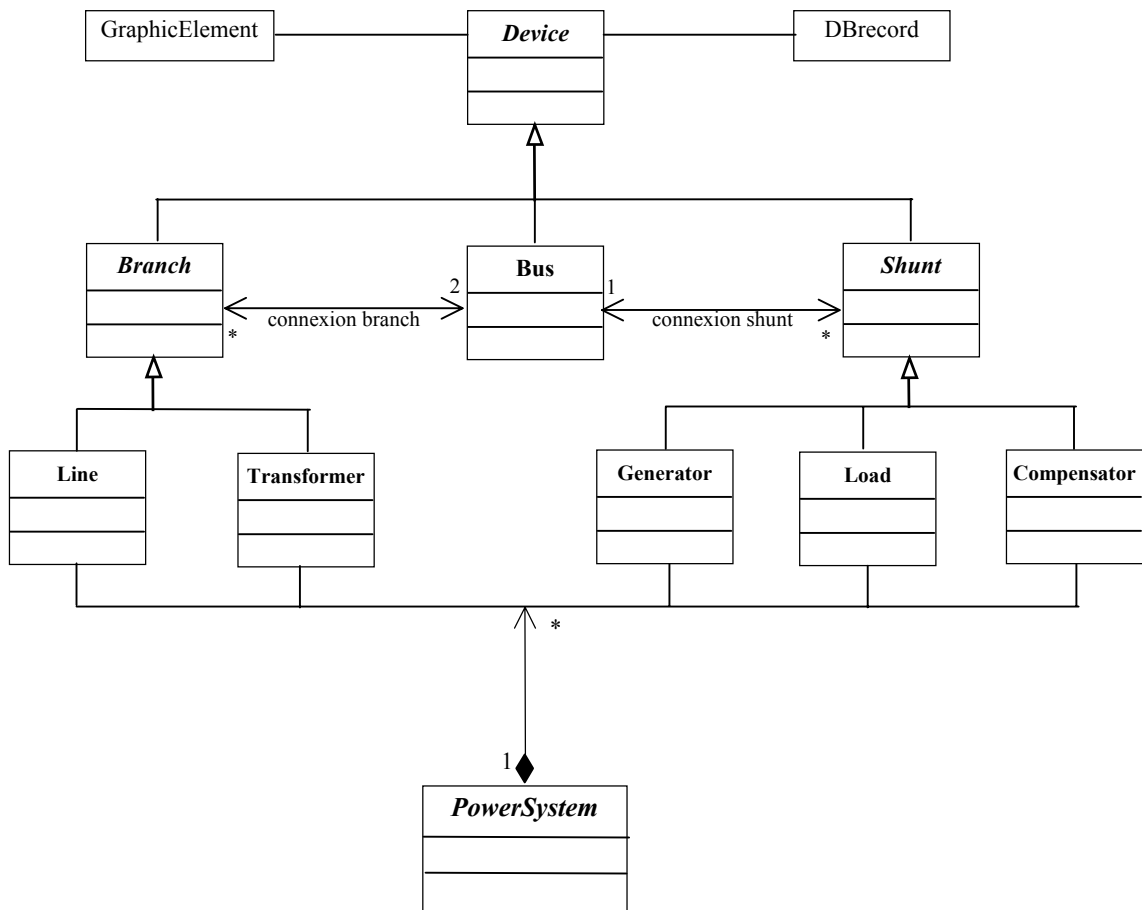 GraphicElement
Device
DBrecord
Branch
Bus
Shunt
2
1
connexion branch
connexion shunt
*
*
Line
Transformer
Generator
Load
Compensator
*
1
PowerSystem